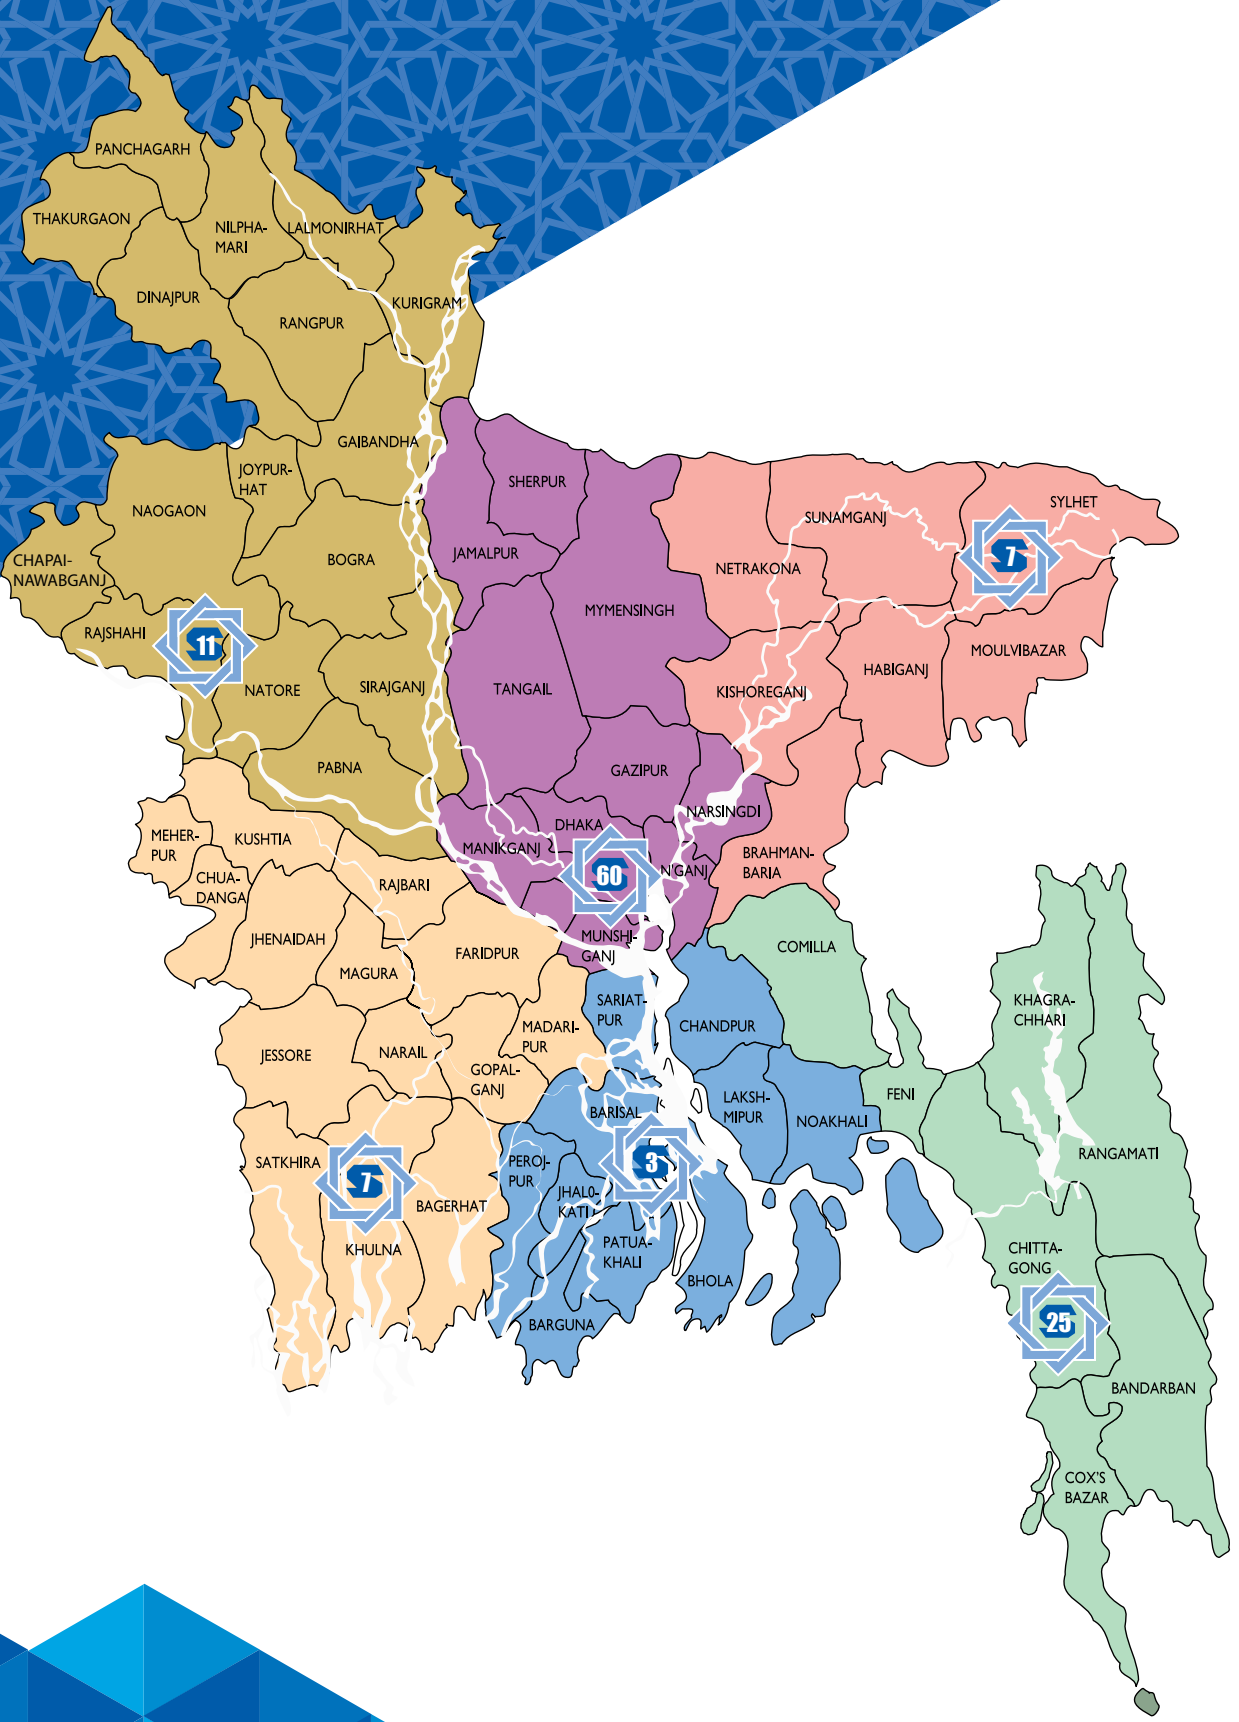 PANCHAGARH
THAKURGAON
NILPHA-
MARI
LALMONIRHAT
DINAJPUR
RANGPUR
KURIGRAM
GAIBANDHA
JOYPUR-
HAT
NAOGAON
BOGRA
CHAPAI-
NAWABGANJ
RAJSHAHI
11
NATORE
SIRAJGANJ
PABNA
SHERPUR
JAMALPUR
MYMENSINGH
TANGAIL
GAZIPUR
NARSINGDI
DHAKA
MANIKGANJ
60
N'GANJ
MUNSHI-
GANJ
SUNAMGANJ
SYLHET
7
NETRAKONA
MOULVIBAZAR
HABIGANJ
KISHOREGANJ
BRAHMAN-
BARIA
MEHER-
PUR
KUSHTIA
CHUA-
DANGA
RAJBARI
JHENAIDAH
MAGURA
FARIDPUR
MADARI-
PUR
JESSORE
NARAIL
GOPAL-
GANJ
SATKHIRA
7
BAGERHAT
KHULNA
SARIAT-
PUR
CHANDPUR
BARISAL
LAKSH-
MIPUR
NOAKHALI
3
PEROJ-
PUR
JHALO-
KATI
PATUA-
KHALI
BHOLA
BARGUNA
COMILLA
KHAGRA-
CHHARI
FENI
RANGAMATI
CHITTA-
GONG
25
BANDARBAN
COX'S
BAZAR